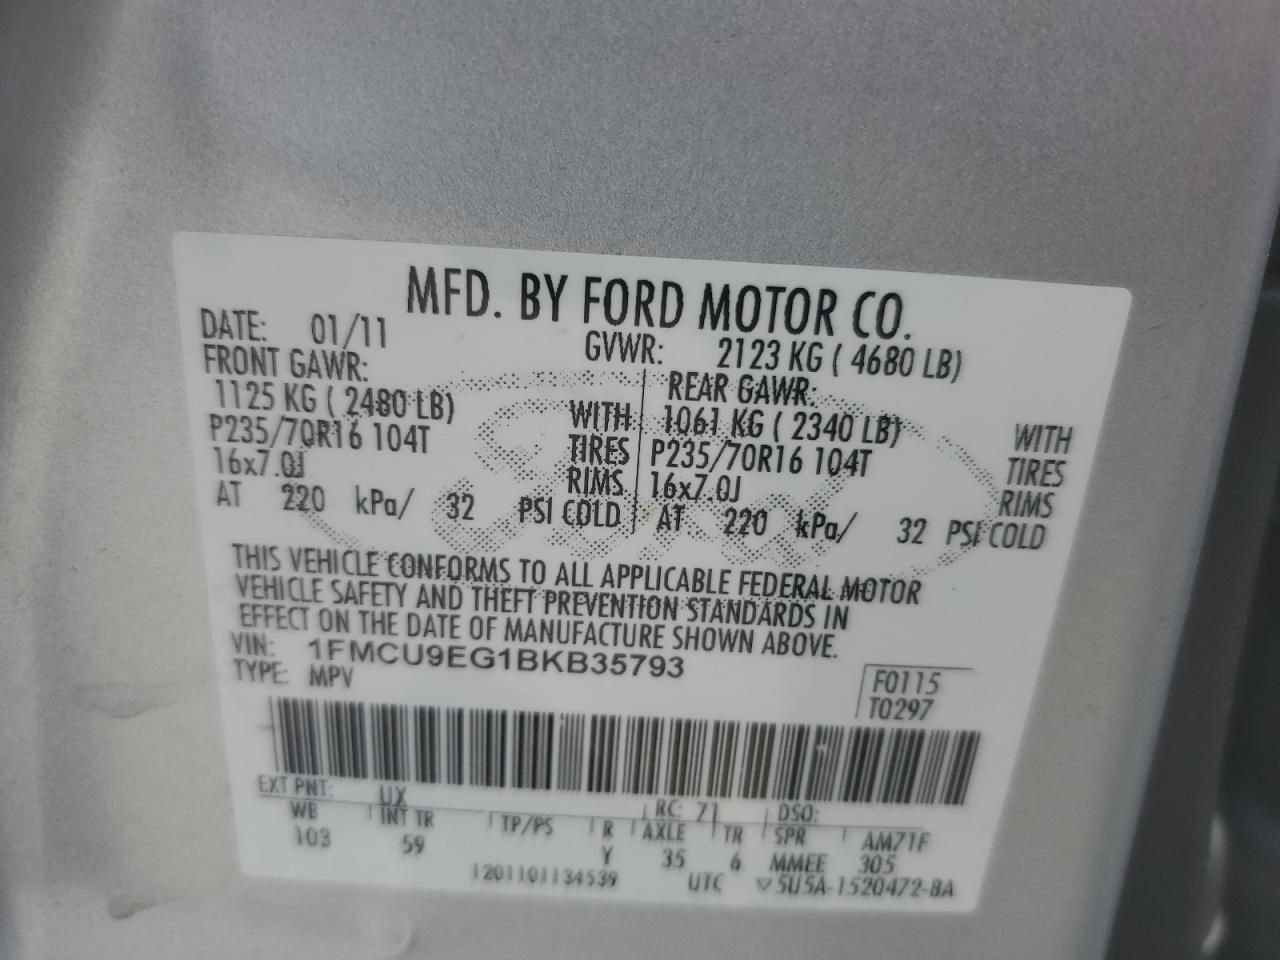 MFD. BY FORD MOTOR CO.
DATE: 01/11 GVWR: 2123 KG ( 4680 LB)
FRONT GAWR: REAR GAWR:
1125 KG ( 2480 LB) WITH 1061 KG ( 2340 LB) WITH
P235/70R16 104T TIRES P235/70R16 104T TIRES
16x7.0J RIMS 16x7.0J RIMS
AT 220 kPa/ 32 PSI COLD AT 220 kPa/ 32 PSI COLD
THIS VEHICLE CONFORMS TO ALL APPLICABLE FEDERAL MOTOR
VEHICLE SAFETY AND THEFT PREVENTION STANDARDS IN
EFFECT ON THE DATE OF MANUFACTURE SHOWN ABOVE.
VIN: 1FMCU9EG1BKB35793
TYPE: MPV
F0115
T0297
EXT PNT: UX RC: 71 DSO:
WB INT TR TP/PS R AXLE TR SPR AM71F
103 59 Y 35 6 MMEE 305
1201101134539 UTC ▽5U5A-1520472-BA